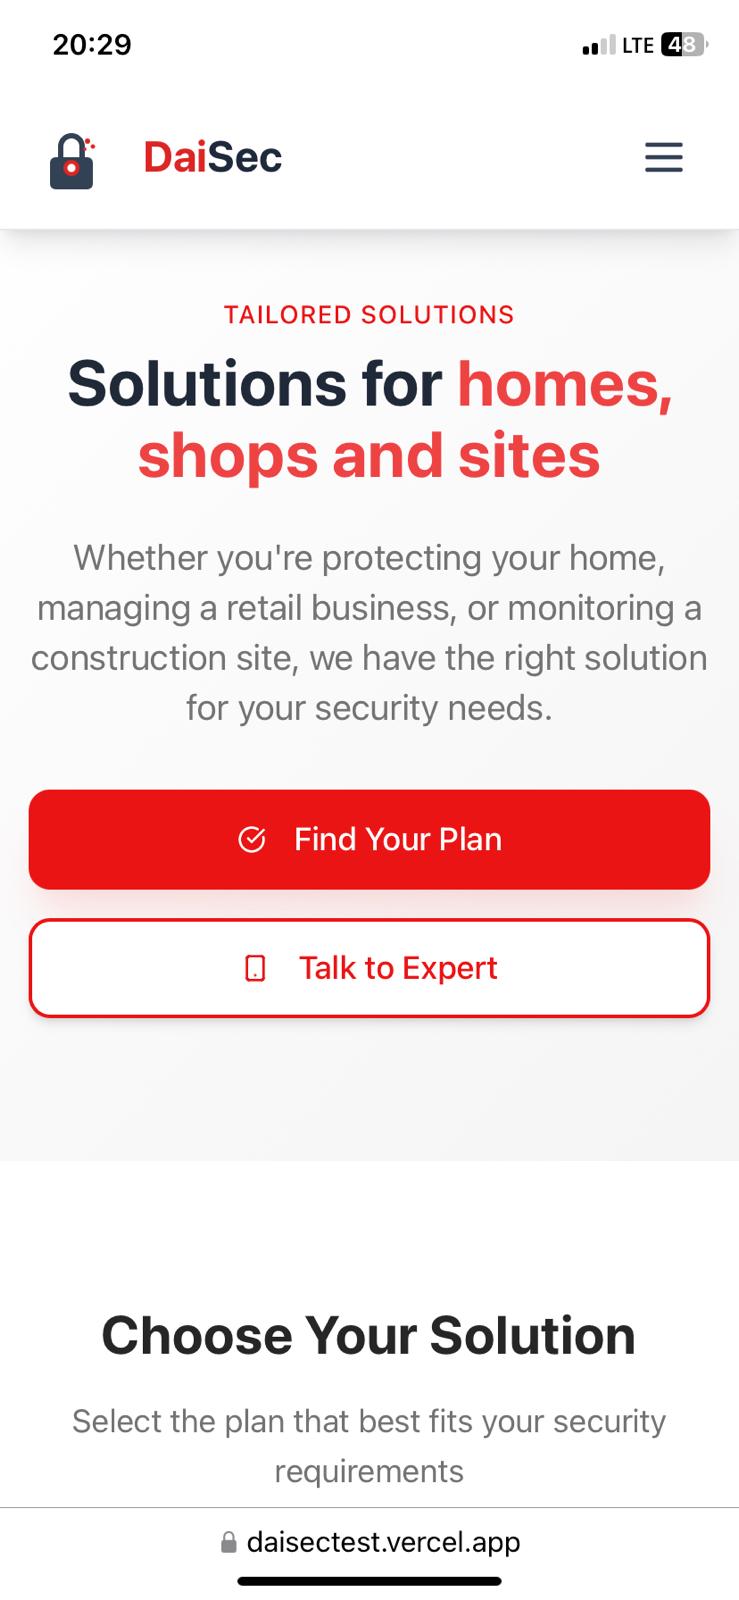 20:29
LTE 48
DaiSec
TAILORED SOLUTIONS
Solutions for homes,
shops and sites
Whether you're protecting your home,
managing a retail business, or monitoring a
construction site, we have the right solution
for your security needs.
Find Your Plan
Talk to Expert
Choose Your Solution
Select the plan that best fits your security
requirements
daisectest.vercel.app